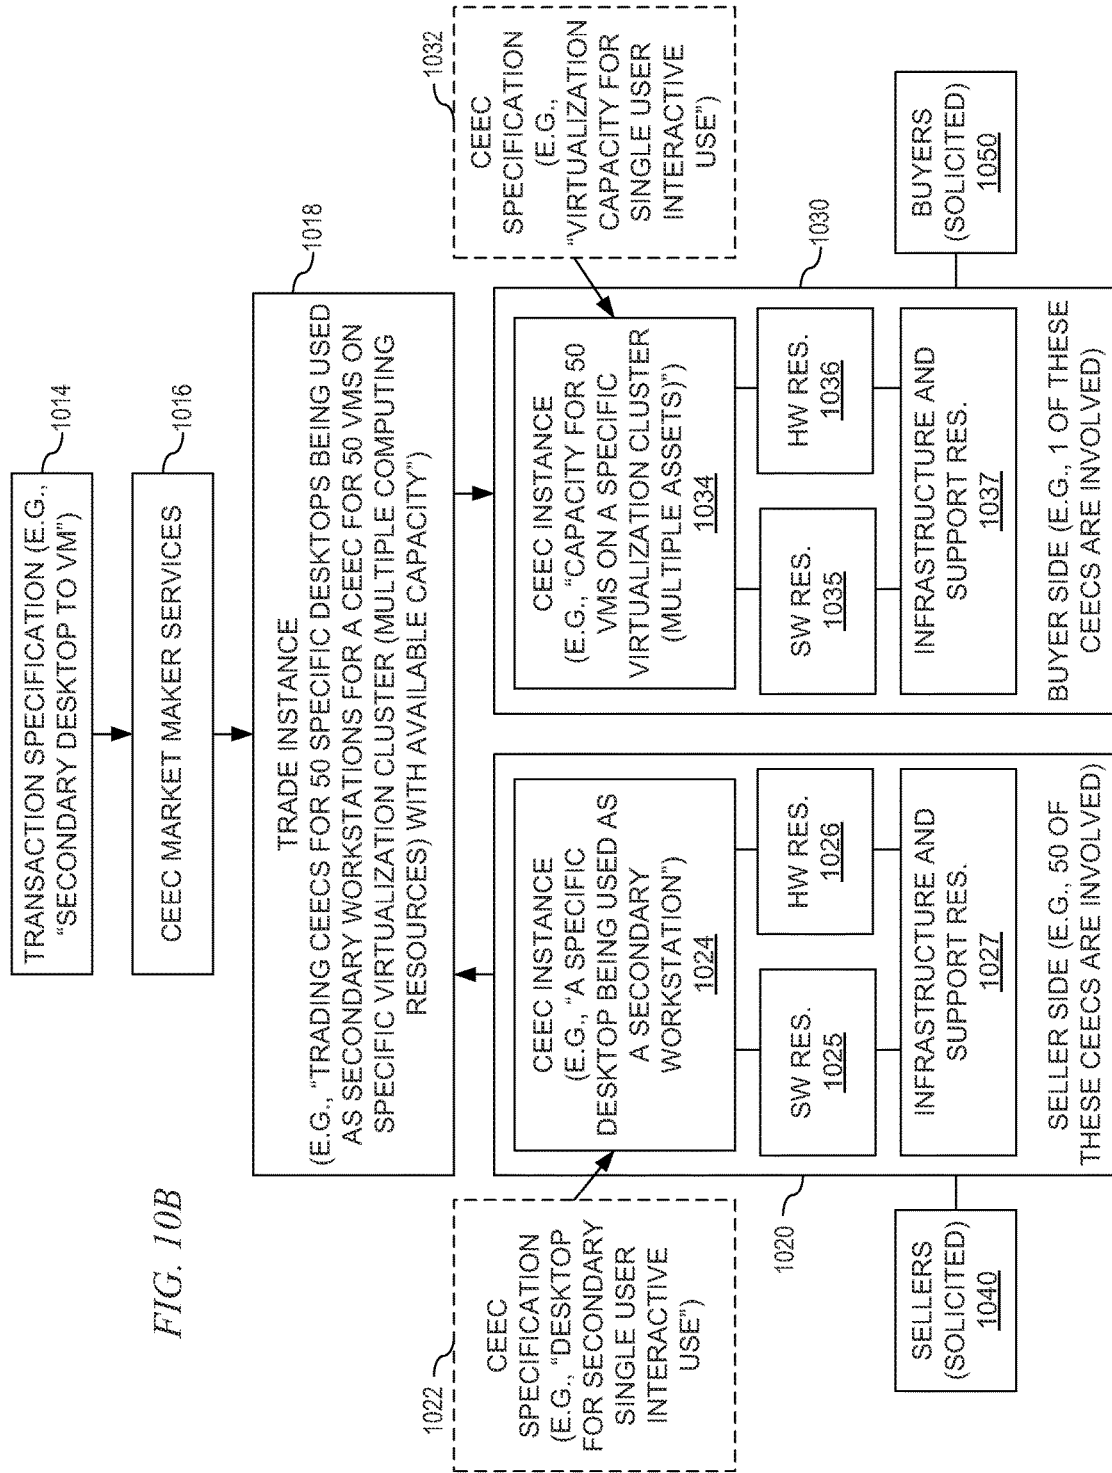 FIG. 10B
TRANSACTION SPECIFICATION (E.G.,
“SECONDARY DESKTOP TO VM”)
1014
CEEC MARKET MAKER SERVICES
1016
TRADE INSTANCE
(E.G., “TRADING CEECS FOR 50 SPECIFIC DESKTOPS BEING USED
AS SECONDARY WORKSTATIONS FOR A CEEC FOR 50 VMS ON
SPECIFIC VIRTUALIZATION CLUSTER (MULTIPLE COMPUTING
RESOURCES) WITH AVAILABLE CAPACITY”)
1018
1022
CEEC
SPECIFICATION
(E.G., “DESKTOP
FOR SECONDARY
SINGLE USER
INTERACTIVE
USE”)
CEEC INSTANCE
(E.G., “A SPECIFIC
DESKTOP BEING USED AS
A SECONDARY
WORKSTATION”)
1024
SW RES.
1025
HW RES.
1026
INFRASTRUCTURE AND
SUPPORT RES.
1027
SELLER SIDE (E.G., 50 OF
THESE CEECS ARE INVOLVED)
1020
SELLERS
(SOLICITED)
1040
1032
CEEC
SPECIFICATION
(E.G.,
“VIRTUALIZATION
CAPACITY FOR
SINGLE USER
INTERACTIVE
USE”)
CEEC INSTANCE
(E.G., “CAPACITY FOR 50
VMS ON A SPECIFIC
VIRTUALIZATION CLUSTER
(MULTIPLE ASSETS)”)
1034
SW RES.
1035
HW RES.
1036
INFRASTRUCTURE AND
SUPPORT RES.
1037
BUYER SIDE (E.G., 1 OF THESE
CEECS ARE INVOLVED)
1030
BUYERS
(SOLICITED)
1050